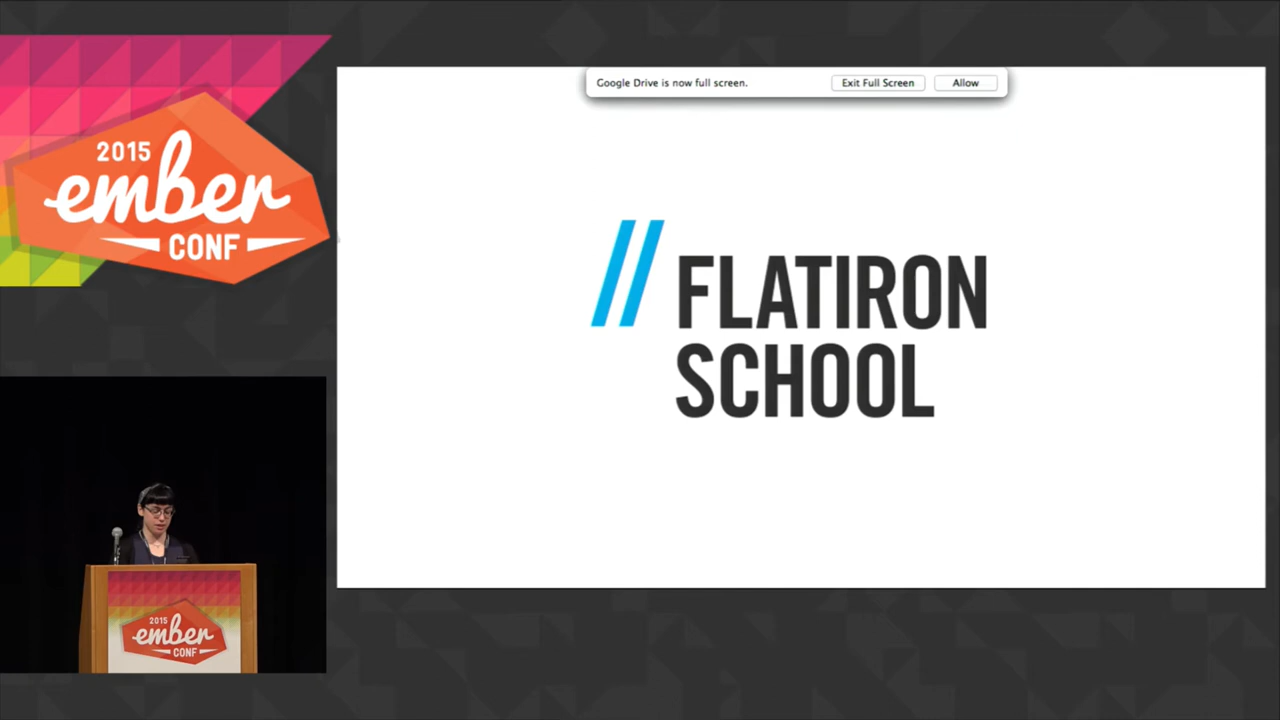 2015
ember
CONF
Google Drive is now full screen.
Exit Full Screen
Allow
// FLATIRON
SCHOOL
2015
ember
CONF